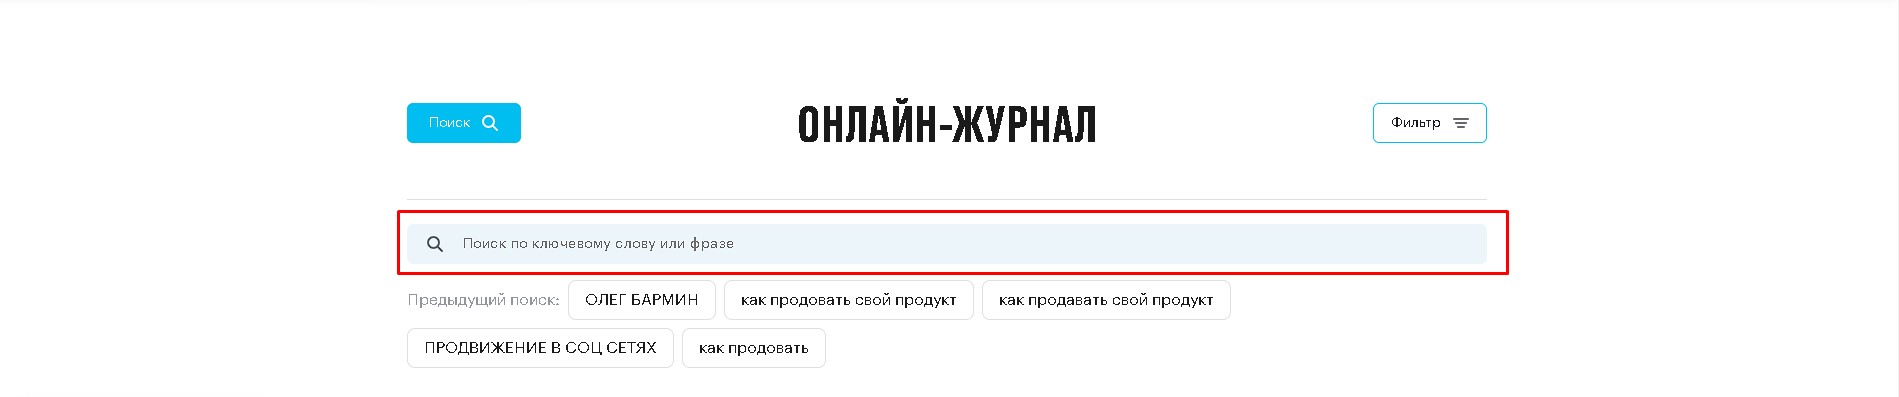 Поиск
ОНЛАЙН-ЖУРНАЛ
Фильтр
Поиск по ключевому слову или фразе
Предыдущий поиск: ОЛЕГ БАРМИН как продовать свой продукт как продавать свой продукт
ПРОДВИЖЕНИЕ В СОЦ СЕТЯХ как продовать